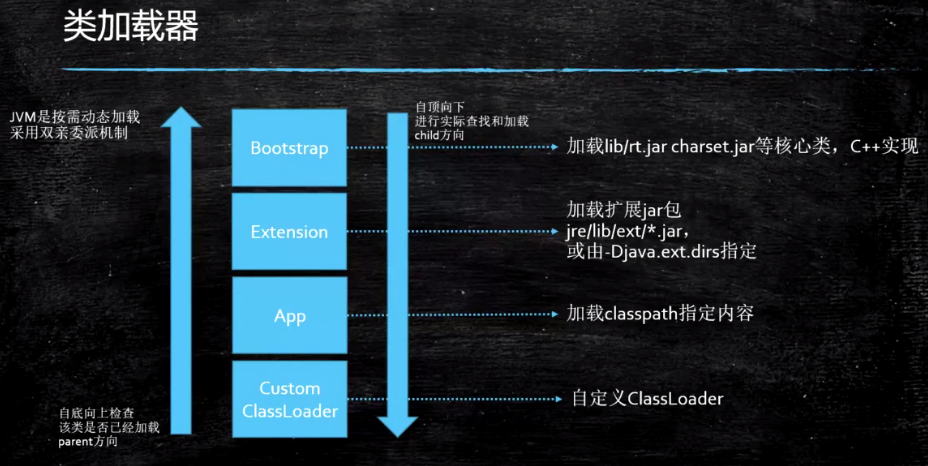 类加载器
JVM是按需动态加载
采用双亲委派机制
自顶向下
进行实际查找和加载
child方向
Bootstrap
加载lib/rt.jar charset.jar等核心类，C++实现
Extension
加载扩展jar包
jre/lib/ext/*.jar，
或由-Djava.ext.dirs指定
App
加载classpath指定内容
Custom
ClassLoader
自定义ClassLoader
自底向上检查
该类是否已经加载
parent方向